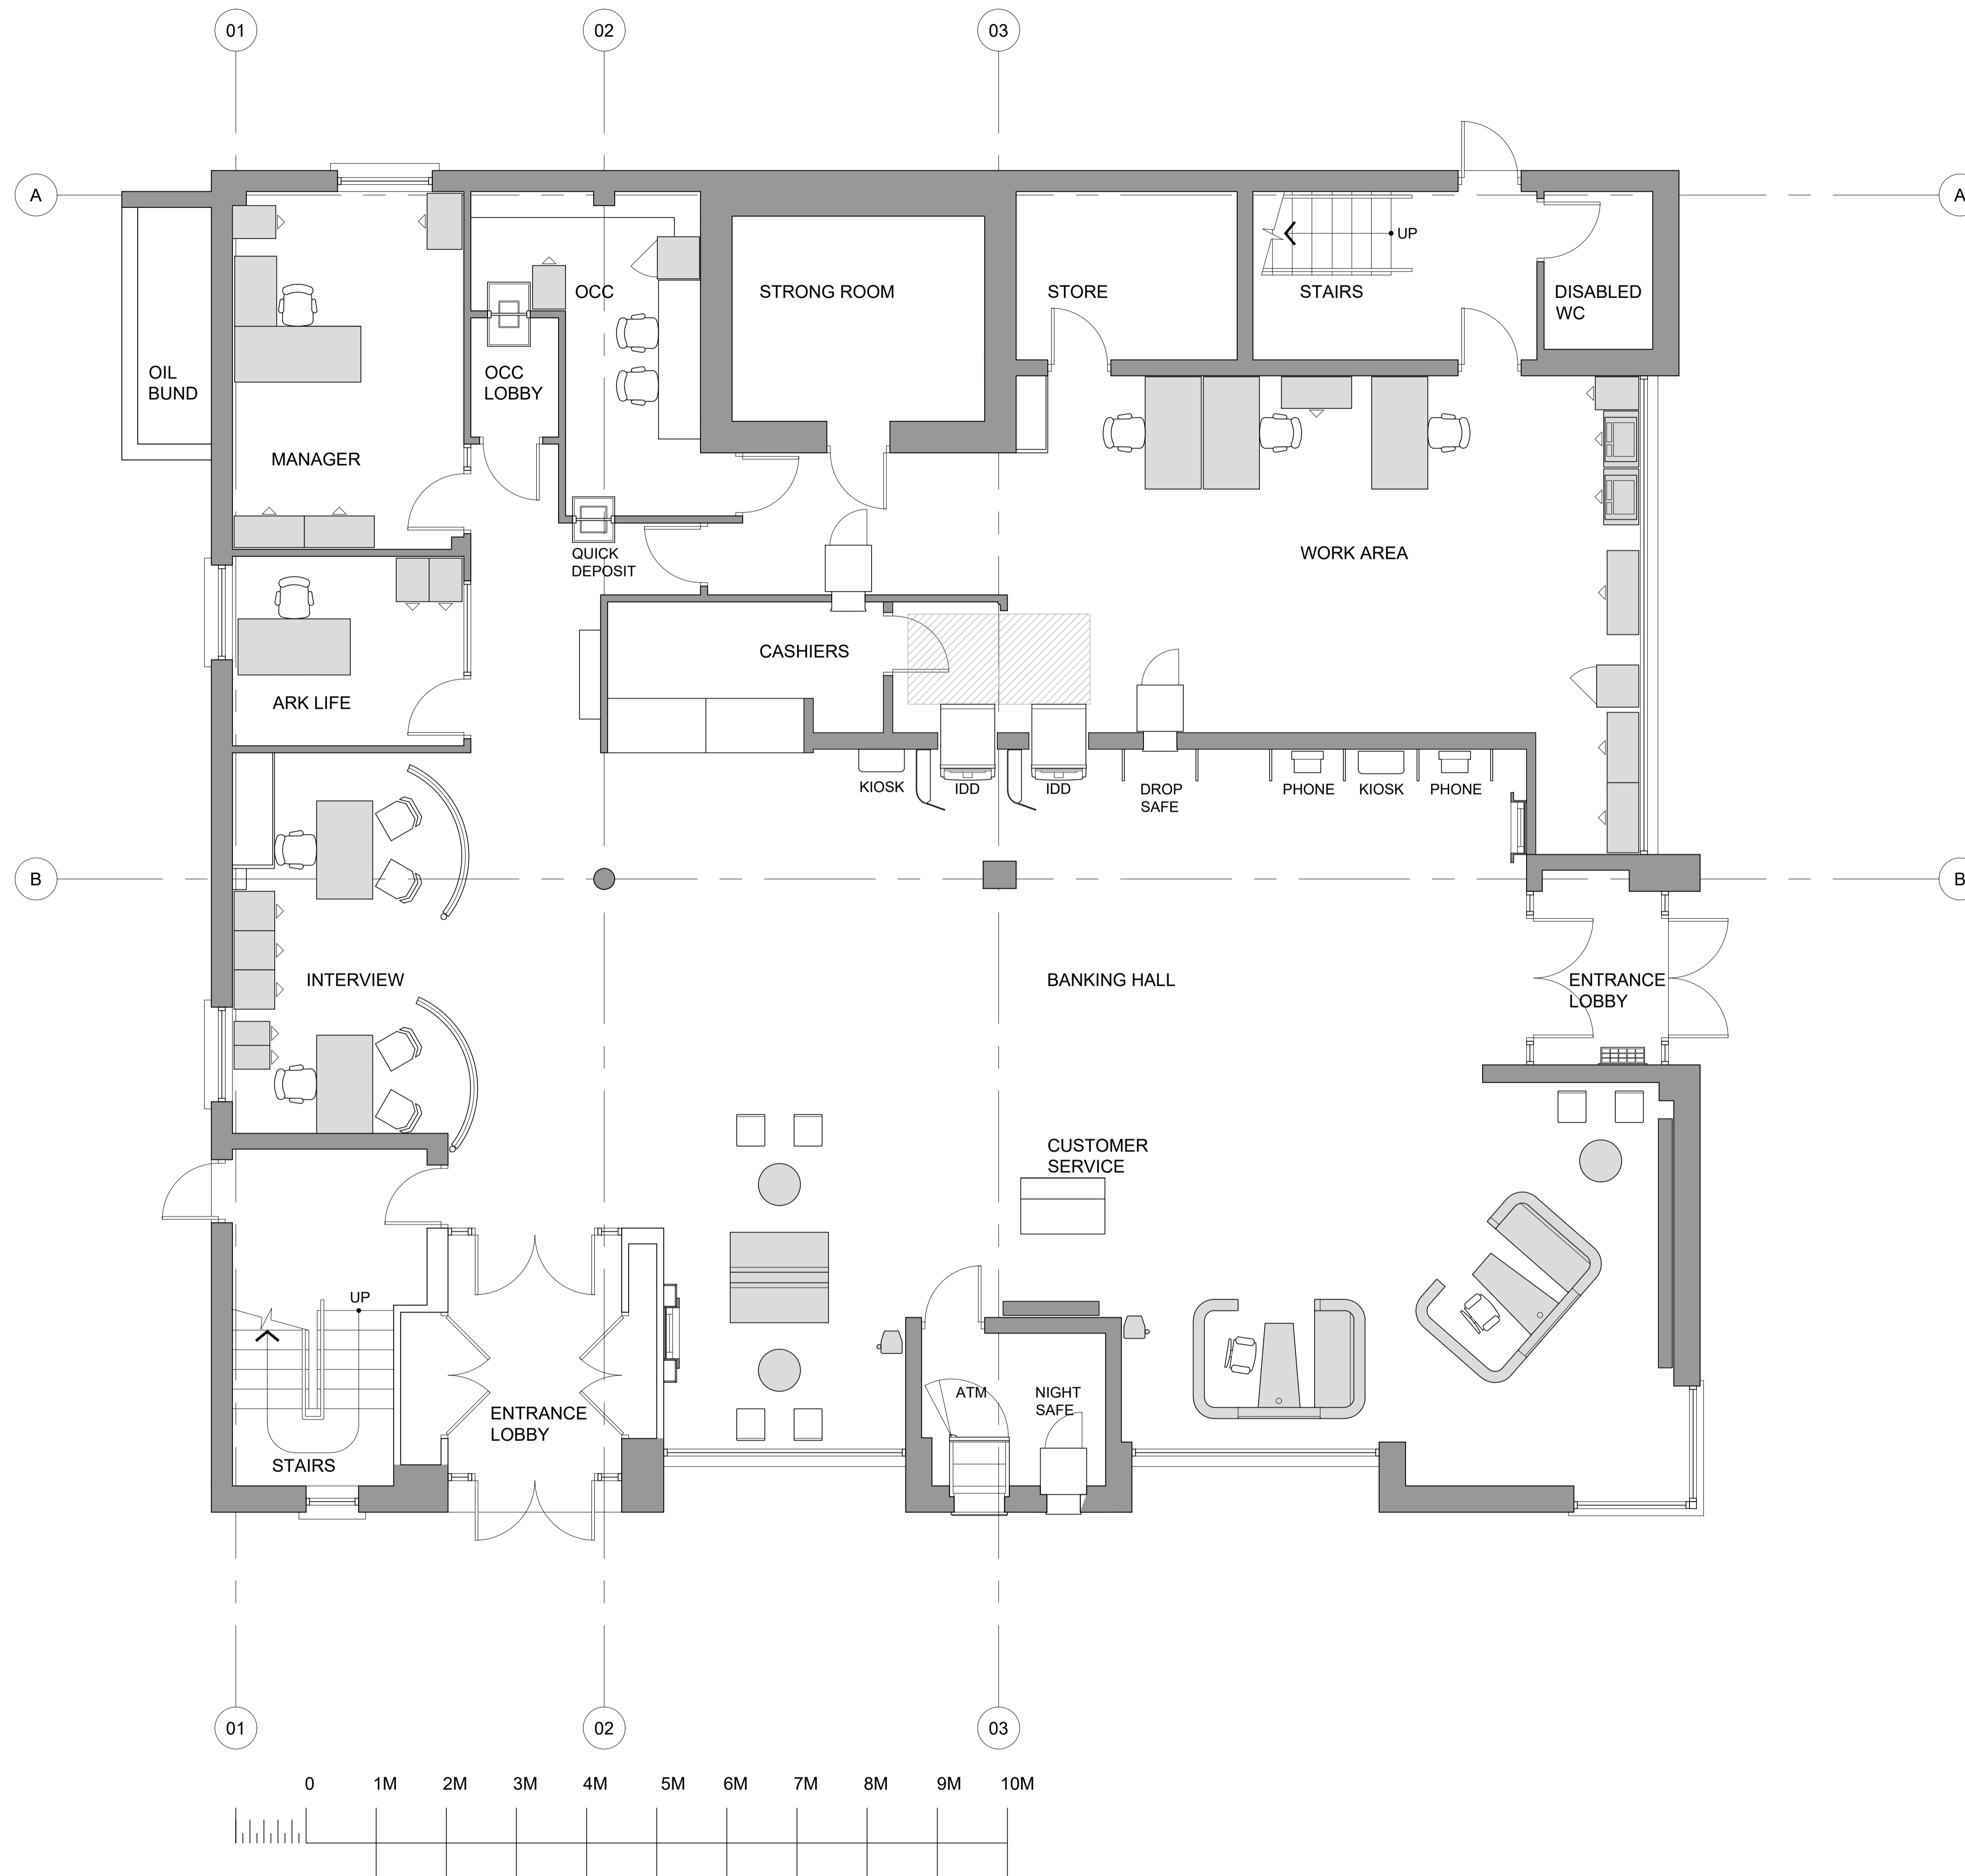 01
02
03
A
A
UP
OCC
STRONG ROOM
STORE
STAIRS
DISABLED
WC
OIL
BUND
OCC
LOBBY
MANAGER
QUICK
DEPOSIT
WORK AREA
CASHIERS
ARK LIFE
KIOSK
IDD
IDD
DROP
SAFE
PHONE
KIOSK
PHONE
B
B
INTERVIEW
BANKING HALL
ENTRANCE
LOBBY
CUSTOMER
SERVICE
UP
ATM
NIGHT
SAFE
ENTRANCE
LOBBY
STAIRS
01
02
03
0
1M
2M
3M
4M
5M
6M
7M
8M
9M
10M